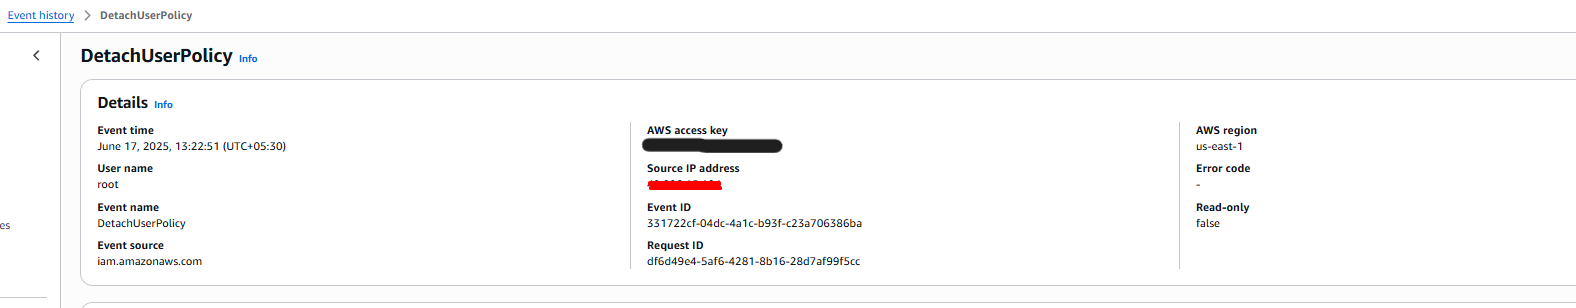 Event history > DetachUserPolicy
DetachUserPolicy Info
Details Info
Event time
June 17, 2025, 13:22:51 (UTC+05:30)
User name
root
Event name
DetachUserPolicy
Event source
iam.amazonaws.com
AWS access key
Source IP address
Event ID
331722cf-04dc-4a1c-b93f-c23a706386ba
Request ID
df6d49e4-5af6-4281-8b16-28d7af99f5cc
AWS region
us-east-1
Error code
-
Read-only
false
es